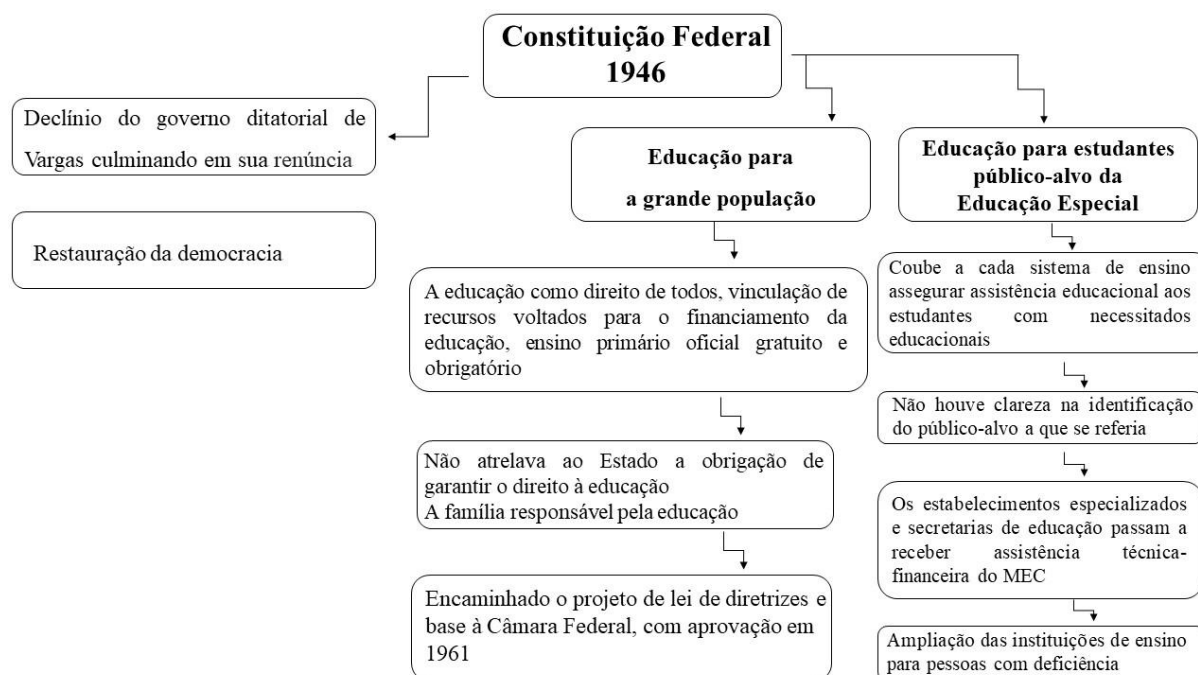 Constituição Federal
1946
Declínio do governo ditatorial de
Vargas culminando em sua renúncia
Restauração da democracia
Educação para
a grande população
A educação como direito de todos, vinculação de
recursos voltados para o financiamento da
educação, ensino primário oficial gratuito e
obrigatório
Não atrelava ao Estado a obrigação de
garantir o direito à educação
A família responsável pela educação
Encaminhado o projeto de lei de diretrizes e
base à Câmara Federal, com aprovação em
1961
Educação para estudantes
público-alvo da
Educação Especial
Coube a cada sistema de ensino
assegurar assistência educacional aos
estudantes com necessitados
educacionais
Não houve clareza na identificação
do público-alvo a que se referia
Os estabelecimentos especializados
e secretarias de educação passam a
receber assistência técnica-
financeira do MEC
Ampliação das instituições de ensino
para pessoas com deficiência